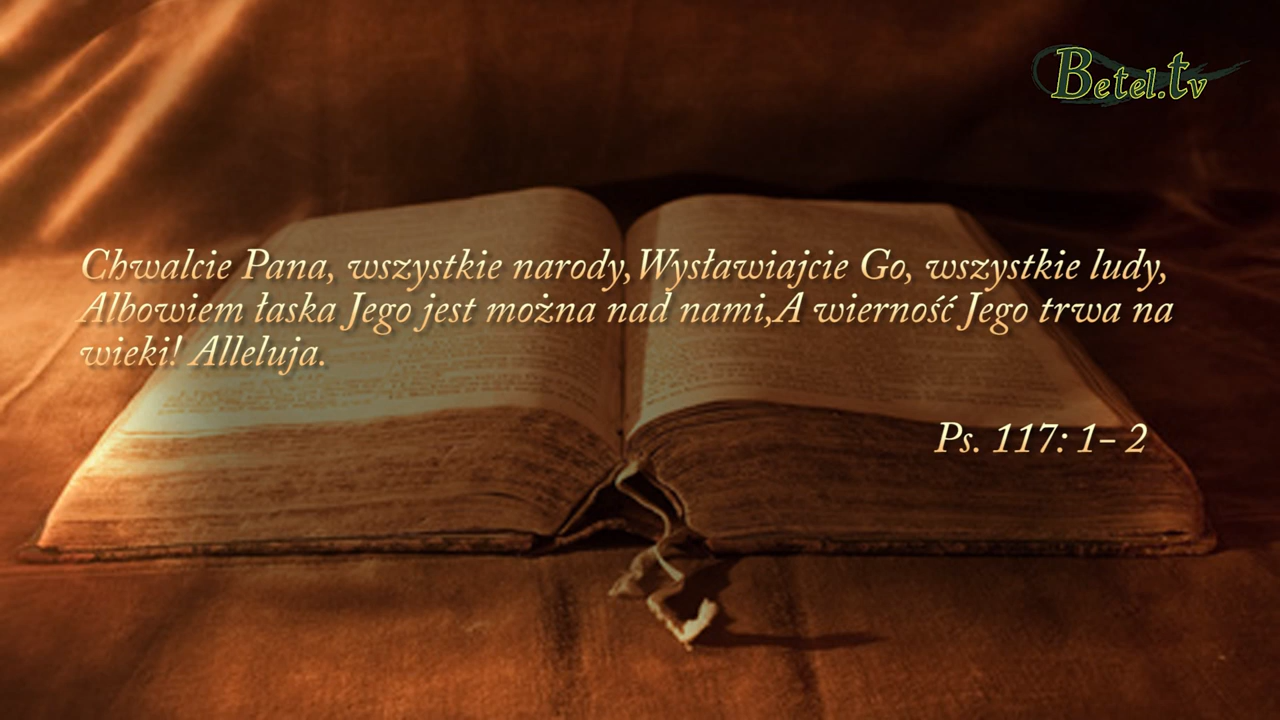 Betel.tv
Chwalcie Pana, wszystkie narody,Wysławiajcie Go, wszystkie ludy,
Albowiem łaska Jego jest można nad nami,A wierność Jego trwa na
wieki! Alleluja.
Ps. 117: 1- 2